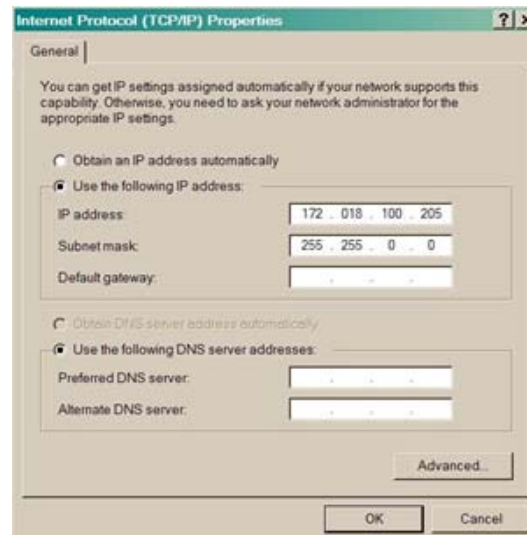 Internet Protocol (TCP/IP) Properties
General
You can get IP settings assigned automatically if your network supports this
capability. Otherwise, you need to ask your network administrator for the
appropriate IP settings.
Obtain an IP address automatically
Use the following IP address:
IP address: 172 . 018 . 100 . 205
Subnet mask: 255 . 255 . 0 . 0
Default gateway: . . .
Obtain DNS server address automatically
Use the following DNS server addresses:
Preferred DNS server: . . .
Alternate DNS server: . . .
Advanced...
OK Cancel